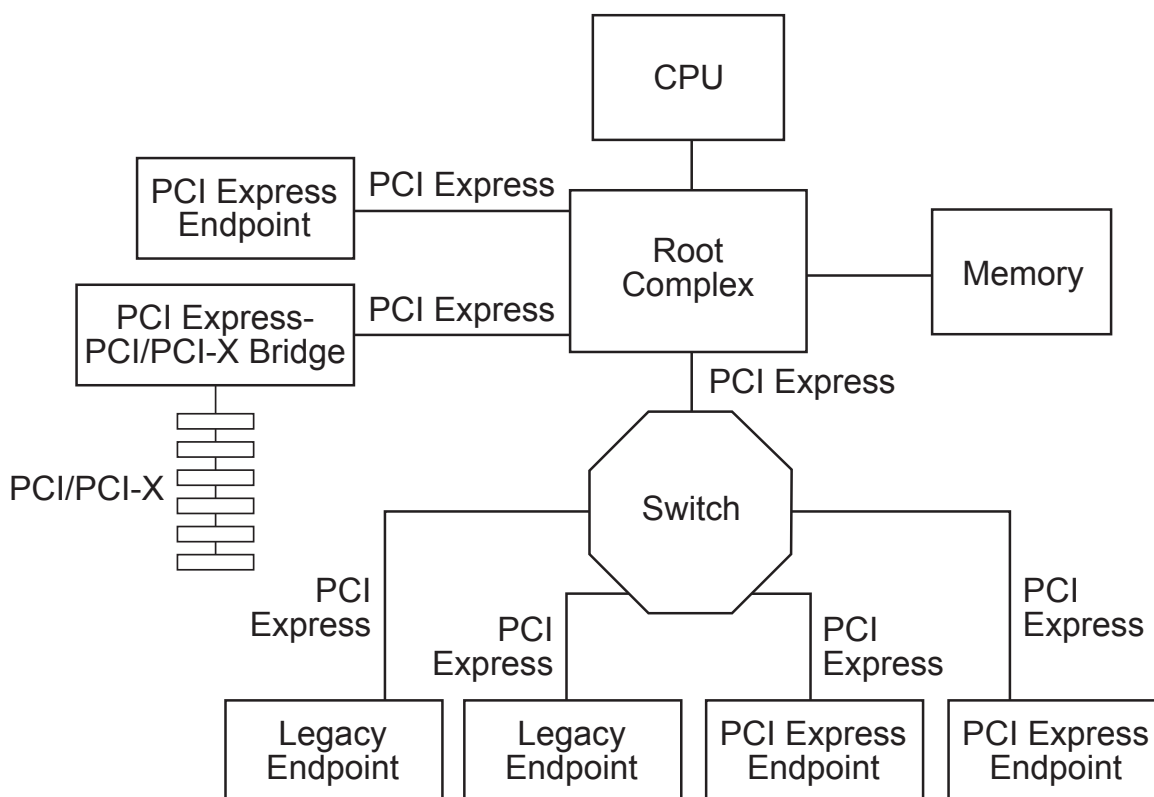 CPU
PCI Express
Endpoint
PCI Express
Root
Complex
Memory
PCI Express-
PCI/PCI-X Bridge
PCI Express
PCI Express
PCI/PCI-X
Switch
PCI
Express
PCI
Express
PCI
Express
PCI
Express
Legacy
Endpoint
Legacy
Endpoint
PCI Express
Endpoint
PCI Express
Endpoint